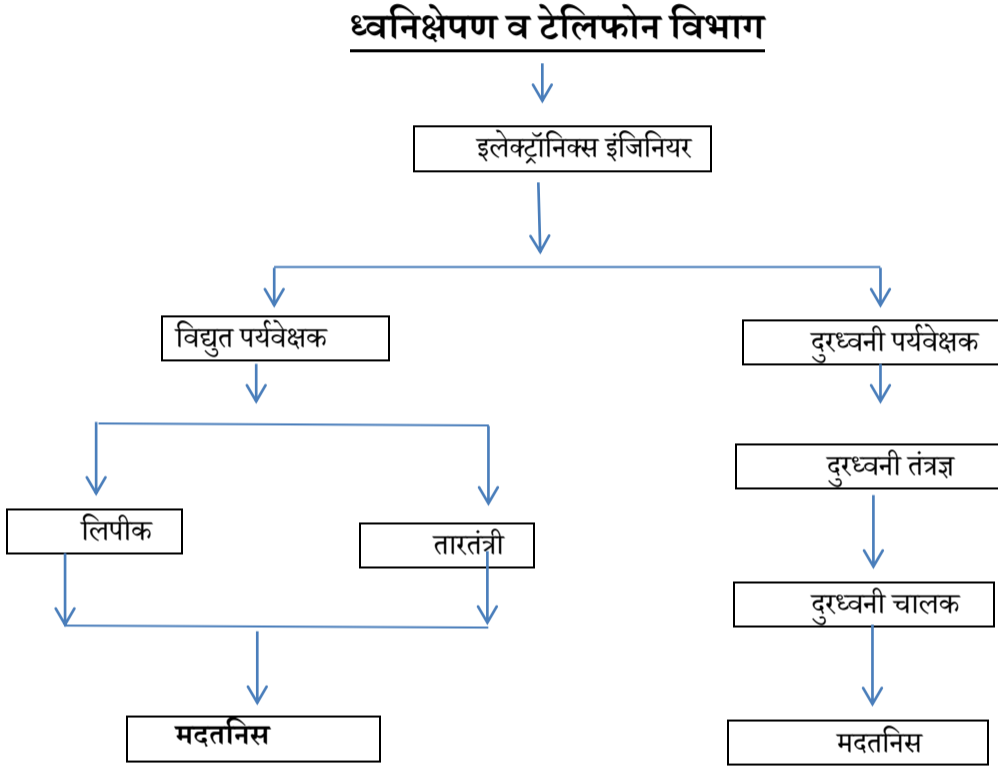 ध्वनिक्षेपण व टेलिफोन विभाग
इलेक्ट्रॉनिक्स इंजिनियर
विद्युत पर्यवेक्षक
दुरध्वनी पर्यवेक्षक
दुरध्वनी तंत्रज्ञ
लिपीक
तारतंत्री
दुरध्वनी चालक
मदतनिस
मदतनिस